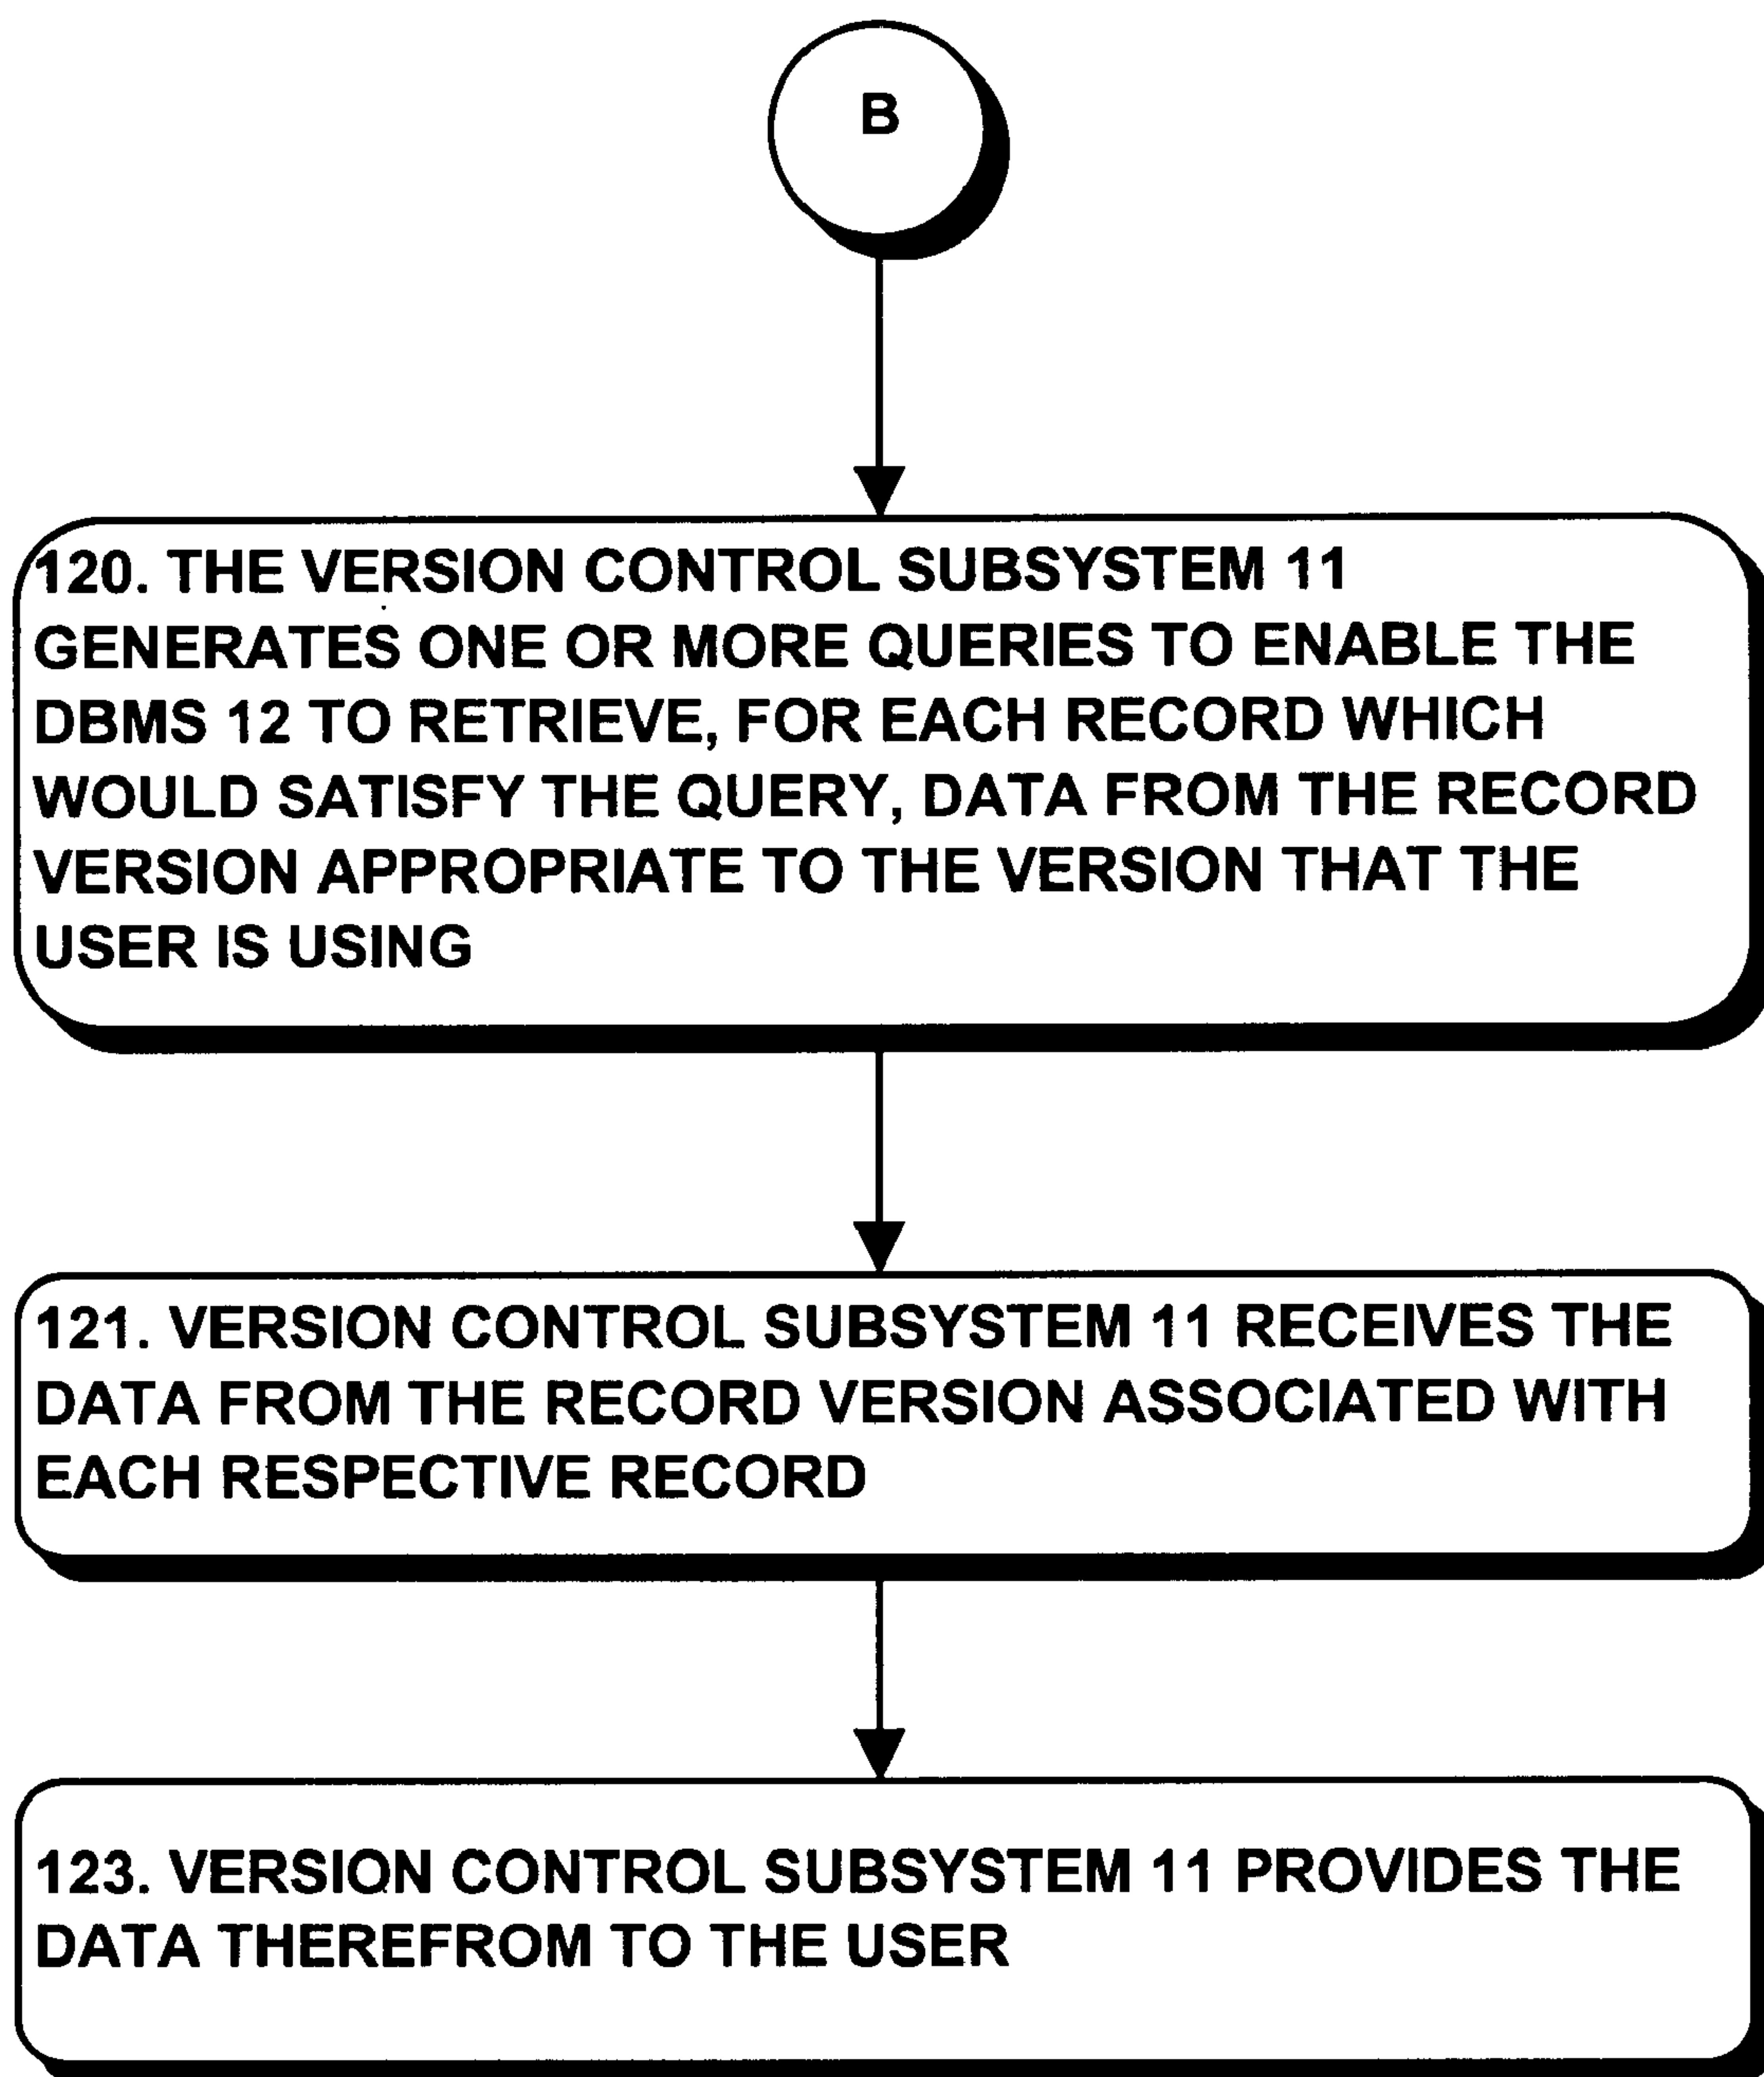 B
120. THE VERSION CONTROL SUBSYSTEM 11
GENERATES ONE OR MORE QUERIES TO ENABLE THE
DBMS 12 TO RETRIEVE, FOR EACH RECORD WHICH
WOULD SATISFY THE QUERY, DATA FROM THE RECORD
VERSION APPROPRIATE TO THE VERSION THAT THE
USER IS USING
121. VERSION CONTROL SUBSYSTEM 11 RECEIVES THE
DATA FROM THE RECORD VERSION ASSOCIATED WITH
EACH RESPECTIVE RECORD
123. VERSION CONTROL SUBSYSTEM 11 PROVIDES THE
DATA THEREFROM TO THE USER